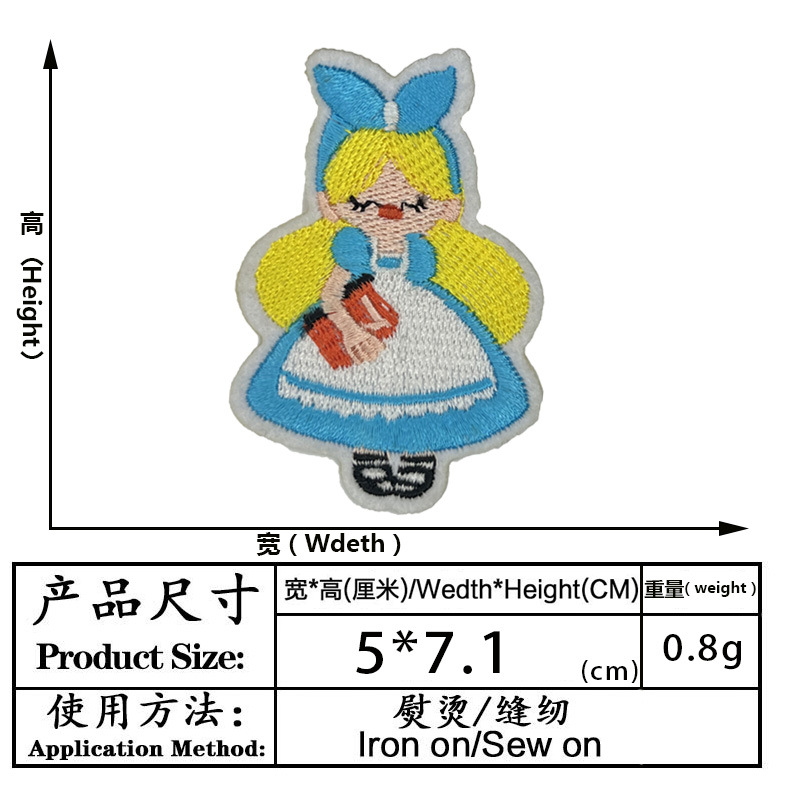 高（Height）
宽（Wdeth）
产品尺寸
Product Size:
宽*高(厘米)/Wedth*Height(CM)
重量( weight )
5*7.1 (cm)
0.8g
使用方法:
Application Method:
熨烫/缝纫
Iron on/Sew on